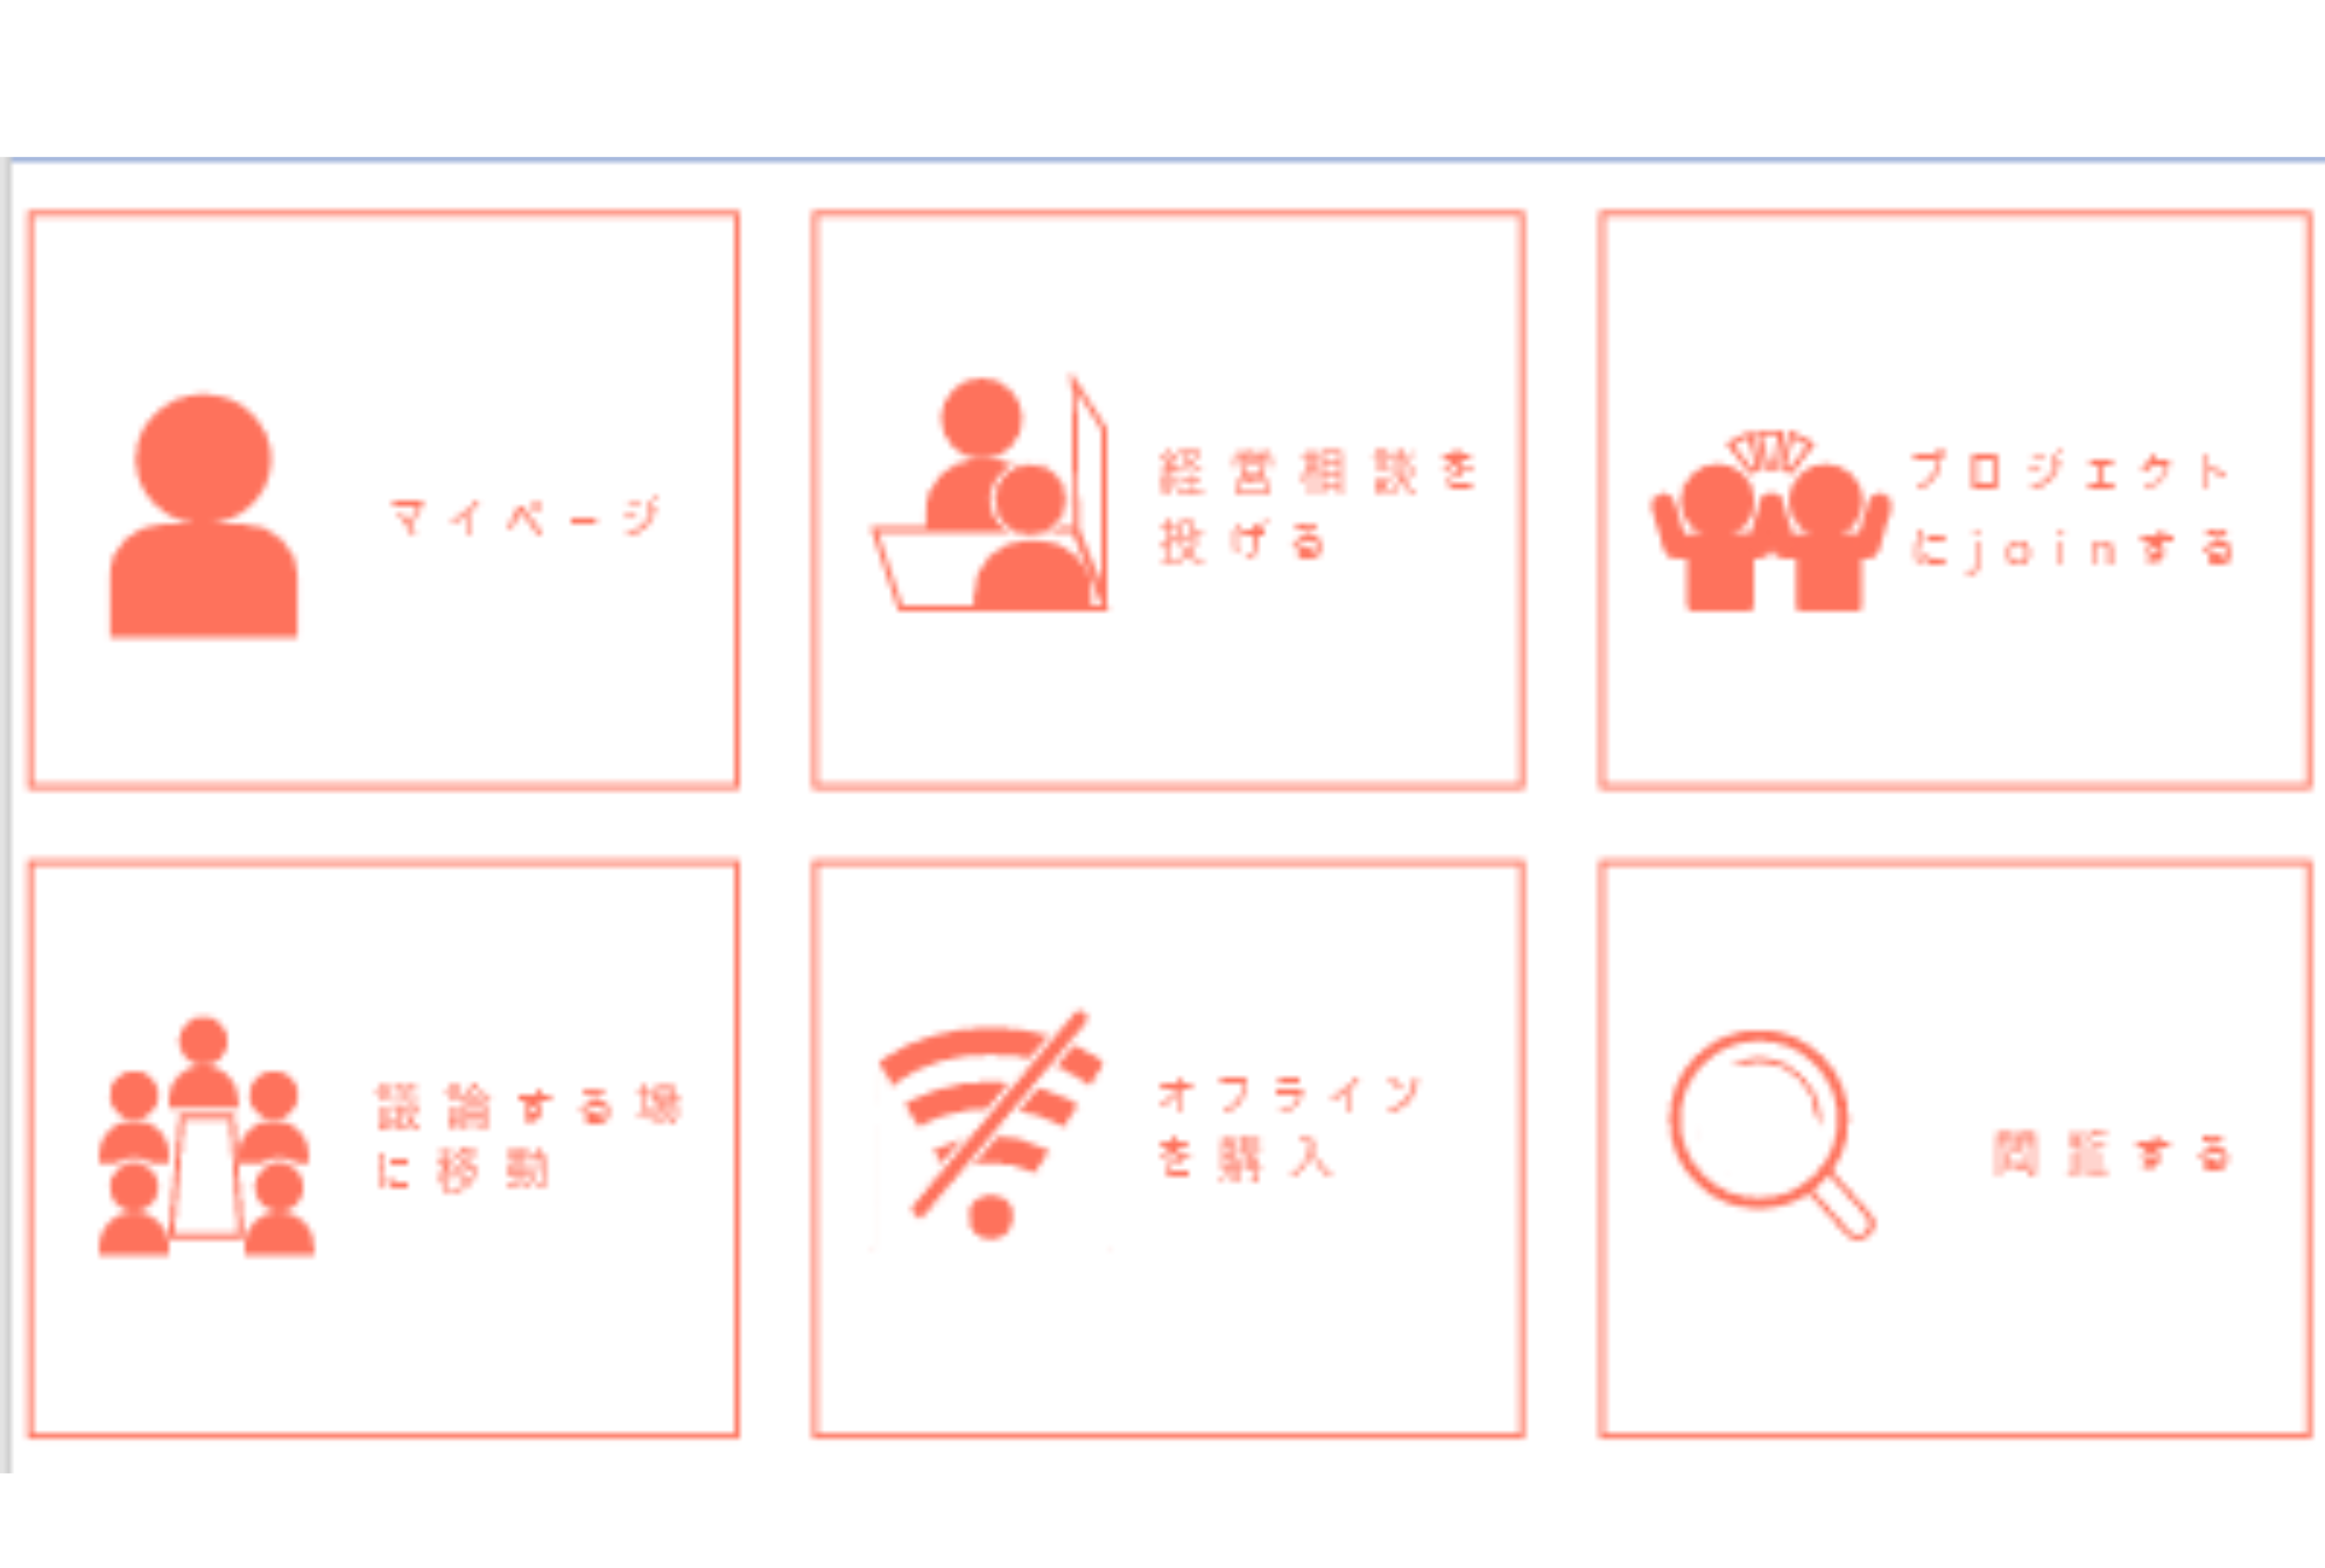 マイページ
経営相談を
投げる
プロジェクト
にjoinする
議論する場
に移動
オフライン
を購入
閲覧する